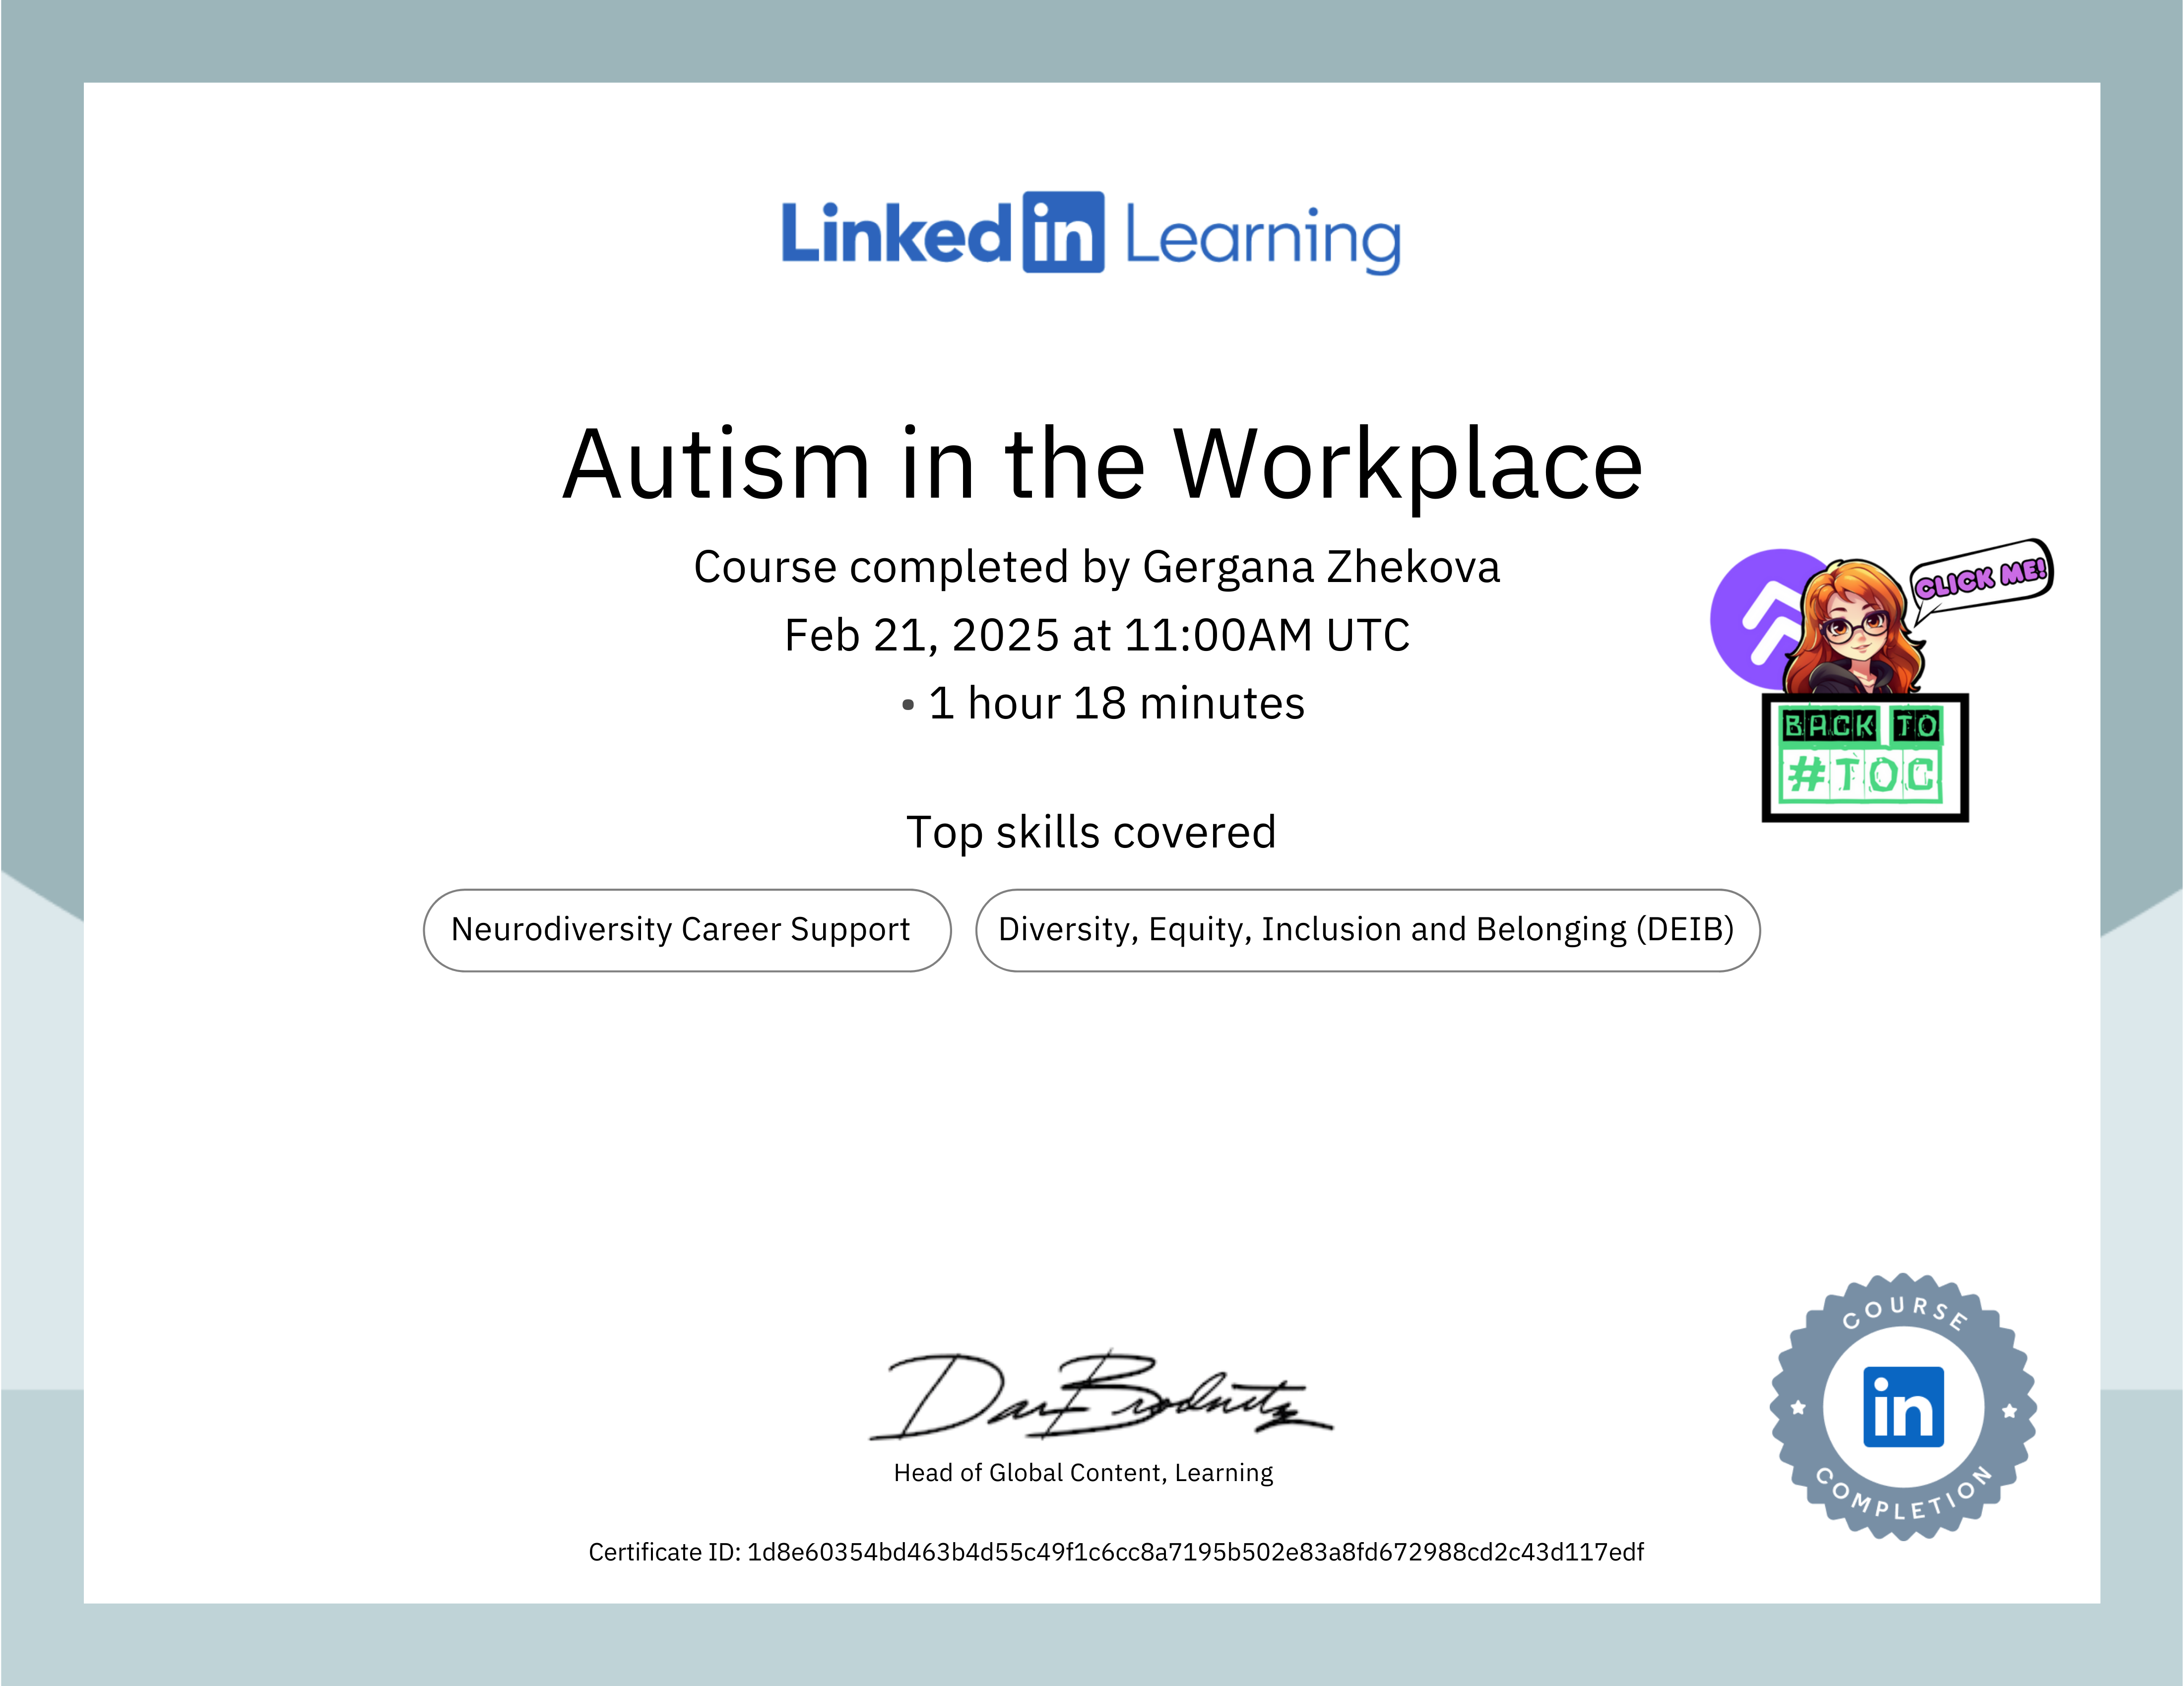 Linked in Learning
Autism in the Workplace
Course completed by Gergana Zhekova
Feb 21, 2025 at 11:00AM UTC
• 1 hour 18 minutes
CLICK ME!
BACK TO
#TOC
Top skills covered
Neurodiversity Career Support
Diversity, Equity, Inclusion and Belonging (DEIB)
Dan Brodnitz
Head of Global Content, Learning
Certificate ID: 1d8e60354bd463b4d55c49f1c6cc8a7195b502e83a8fd672988cd2c43d117edf
COURSE
in
COMPLETION